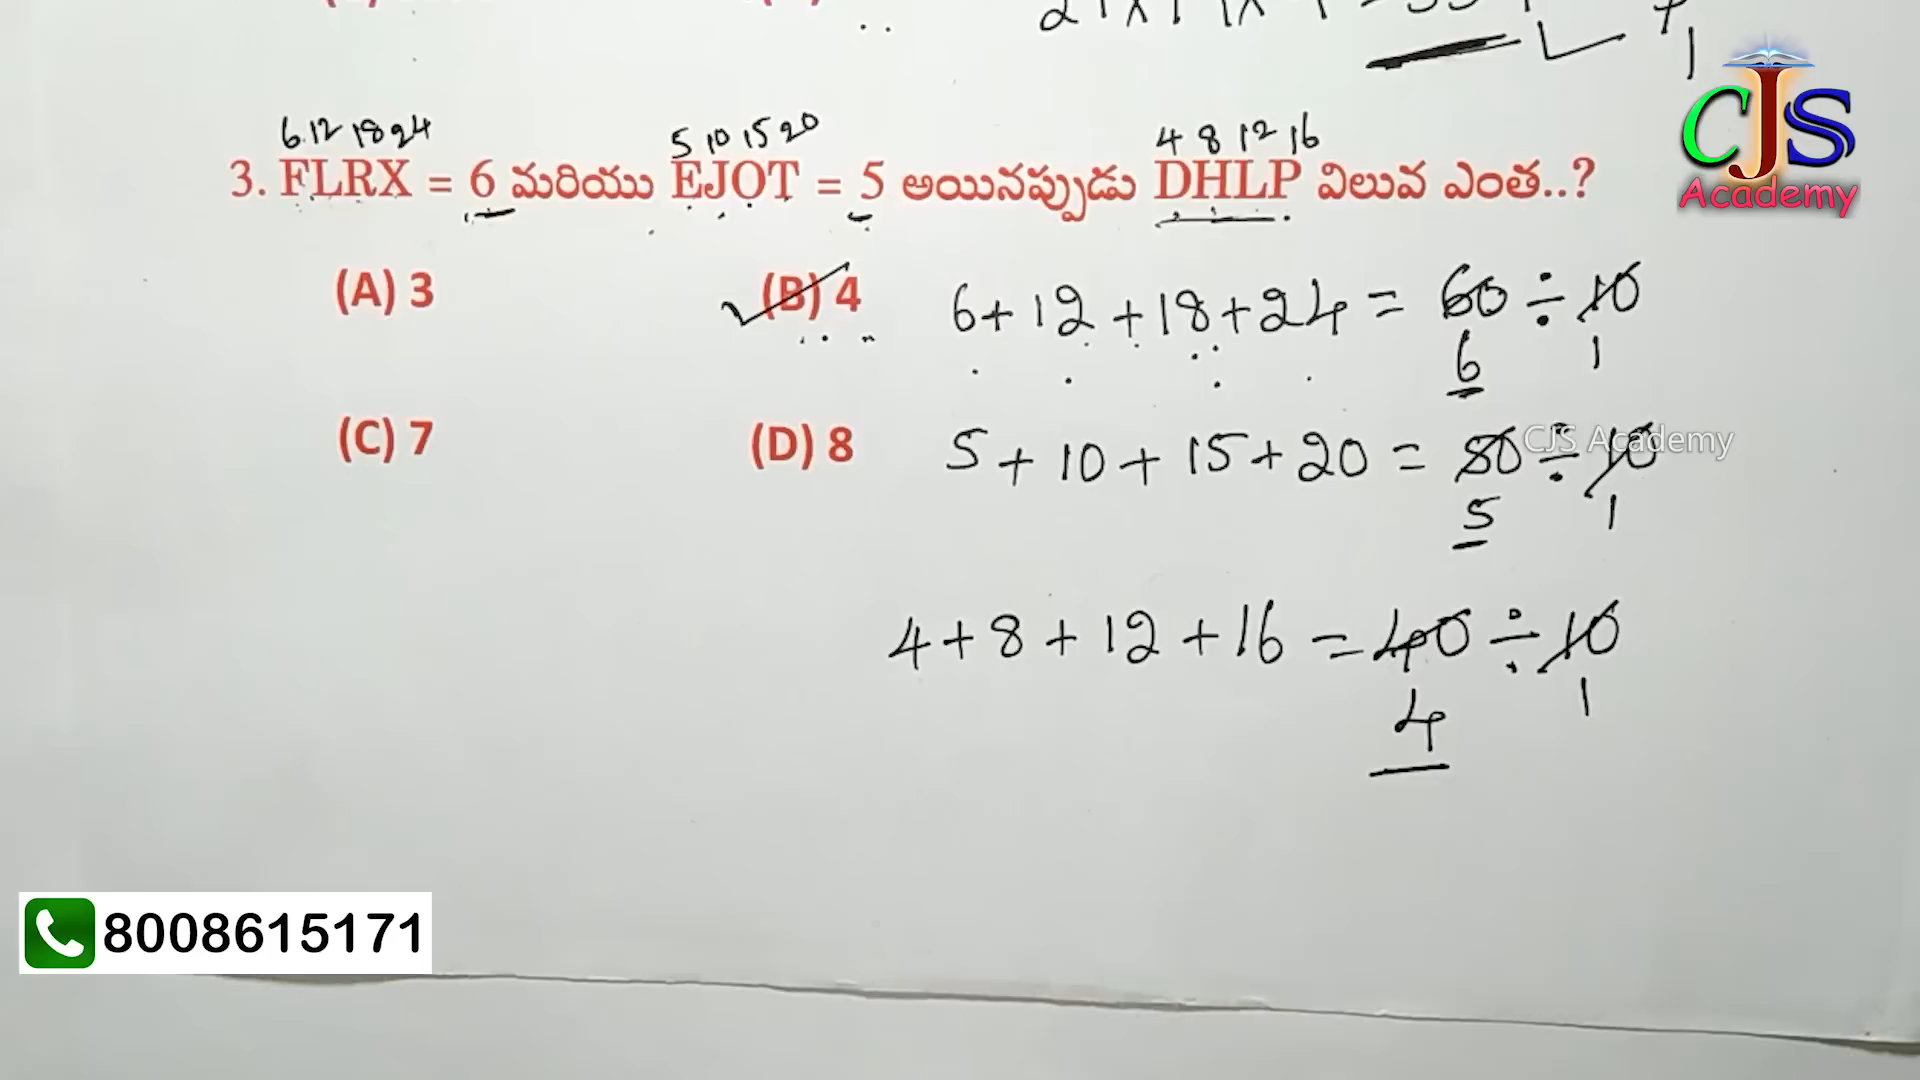 CJS
Academy
6 12 18 24 5 10 15 20 4 8 12 16
3. FLRX = 6 మరియు EJOT = 5 అయినప్పుడు DHLP విలువ ఎంత..?
(A) 3 (B) 4
6+12+18+24 = 60 ÷ 10
6 1
(C) 7 (D) 8
5+10+15+20 = 50 ÷ 10
CJS Academy
5 1
4+8+12+16 = 40 ÷ 10
4 1
8008615171